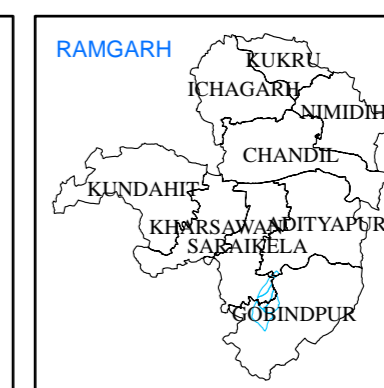 RAMGARH
KUKRU
ICHAGARH
NIMIDIH
CHANDIL
KUNDAHIT
KHARSAWAN
ADITYAPUR
SARAIKELA
GOBINDPUR